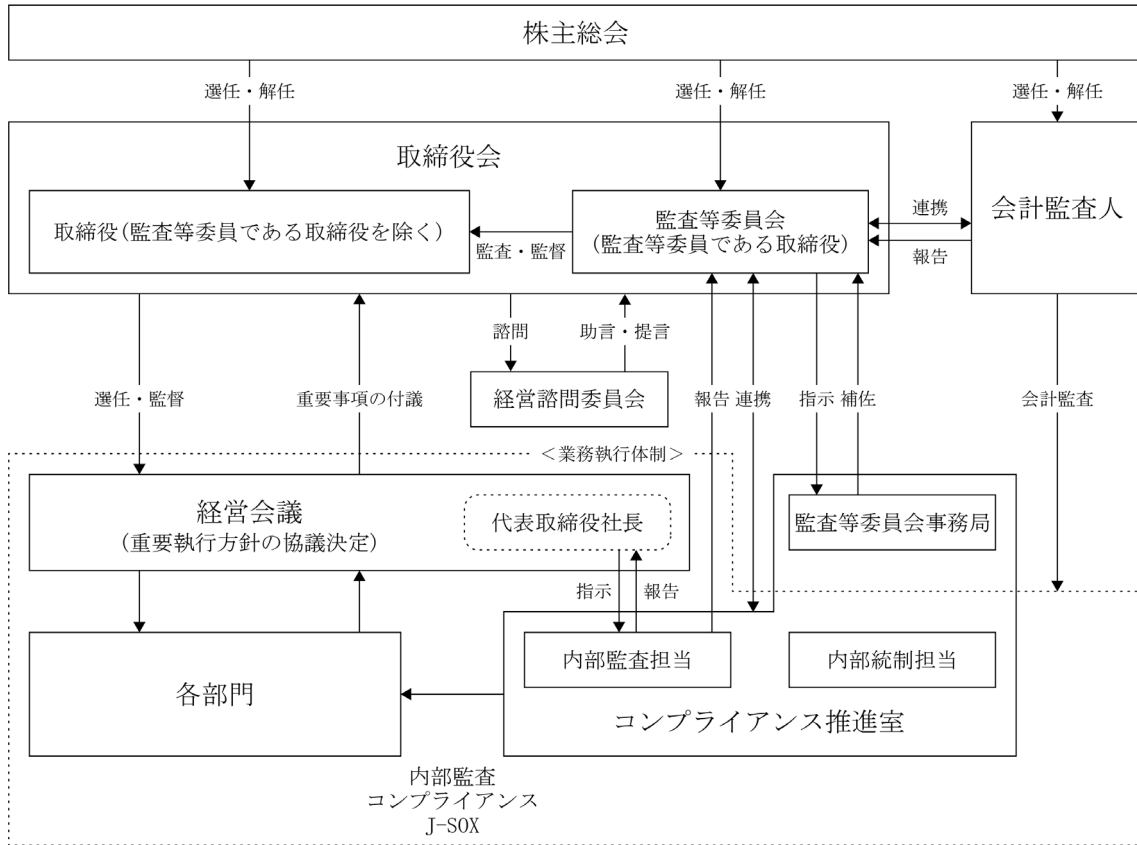 株主総会
選任・解任
選任・解任
選任・解任
取締役会
取締役(監査等委員である取締役を除く)
監査・監督
監査等委員会
(監査等委員である取締役)
連携
報告
会計監査人
選任・監督
重要事項の付議
諮問
助言・提言
経営諮問委員会
報告
連携
指示
補佐
会計監査
＜業務執行体制＞
経営会議
(重要執行方針の協議決定)
代表取締役社長
監査等委員会事務局
指示
報告
各部門
内部監査担当
内部統制担当
コンプライアンス推進室
内部監査
コンプライアンス
J-SOX